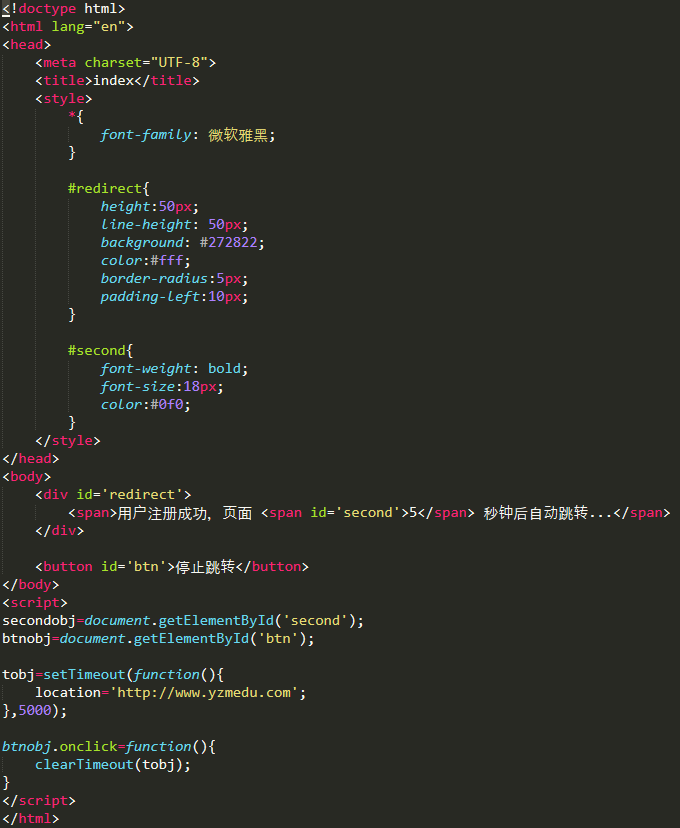 <!doctype html>
<html lang="en">
<head>
    <meta charset="UTF-8">
    <title>index</title>
    <style>
        *{
            font-family: 微软雅黑;
        }

        #redirect{
            height:50px;
            line-height: 50px;
            background: #272822;
            color:#fff;
            border-radius:5px;
            padding-left:10px;
        }

        #second{
            font-weight: bold;
            font-size:18px;
            color:#0f0;
        }
    </style>
</head>
<body>
    <div id='redirect'>
        <span>用户注册成功, 页面 <span id='second'>5</span> 秒钟后自动跳转...</span>
    </div>

    <button id='btn'>停止跳转</button>
</body>
<script>
secondobj=document.getElementById('second');
btnobj=document.getElementById('btn');

tobj=setTimeout(function(){
    location='http://www.yzmedu.com';
},5000);

btnobj.onclick=function(){
    clearTimeout(tobj);
}
</script>
</html>